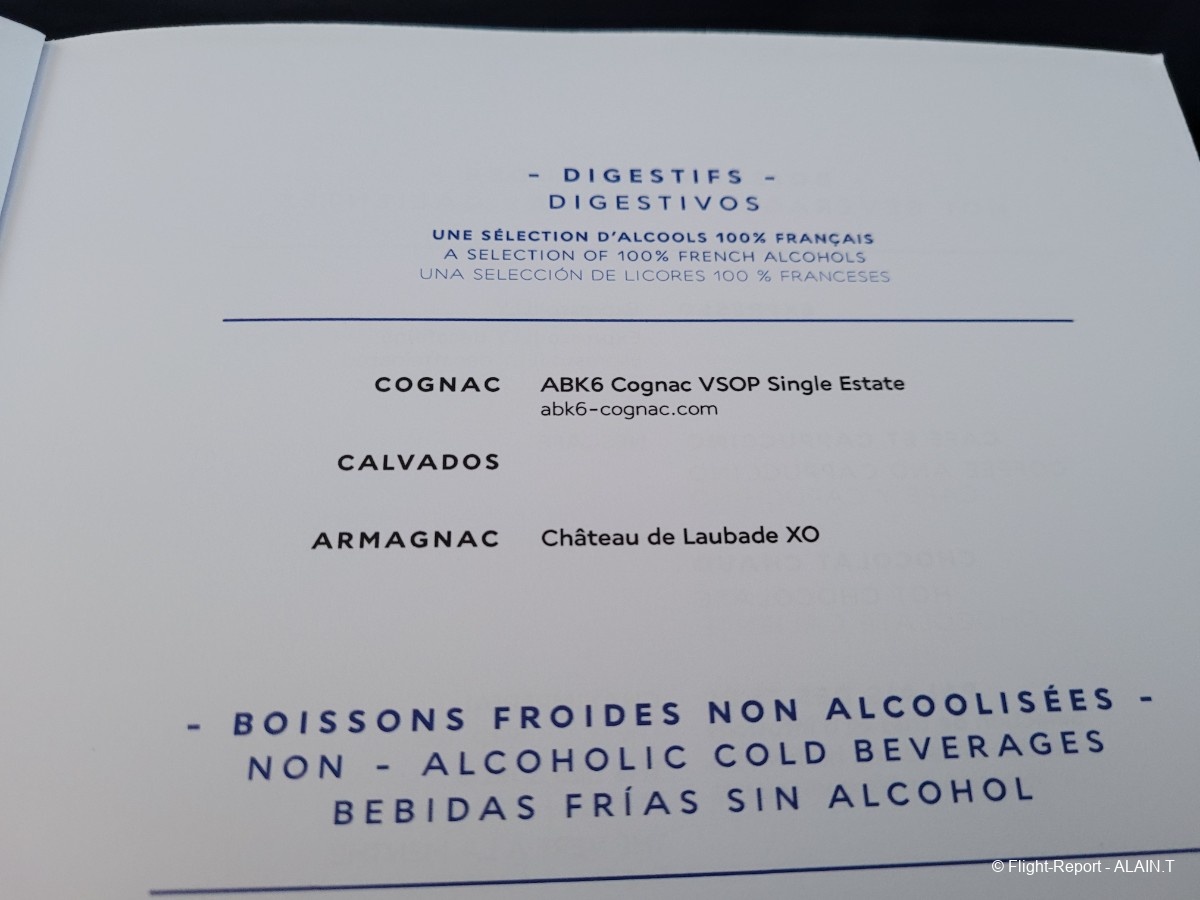 - DIGESTIFS -
DIGESTIVOS
UNE SÉLECTION D'ALCOOLS 100% FRANÇAIS
A SELECTION OF 100% FRENCH ALCOHOLS
UNA SELECCIÓN DE LICORES 100 % FRANCESES
COGNAC ABK6 Cognac VSOP Single Estate
abk6-cognac.com
CALVADOS
ARMAGNAC Château de Laubade XO
- BOISSONS FROIDES NON ALCOOLISÉES -
NON - ALCOHOLIC COLD BEVERAGES
BEBIDAS FRÍAS SIN ALCOHOL
© Flight-Report - ALAIN.T